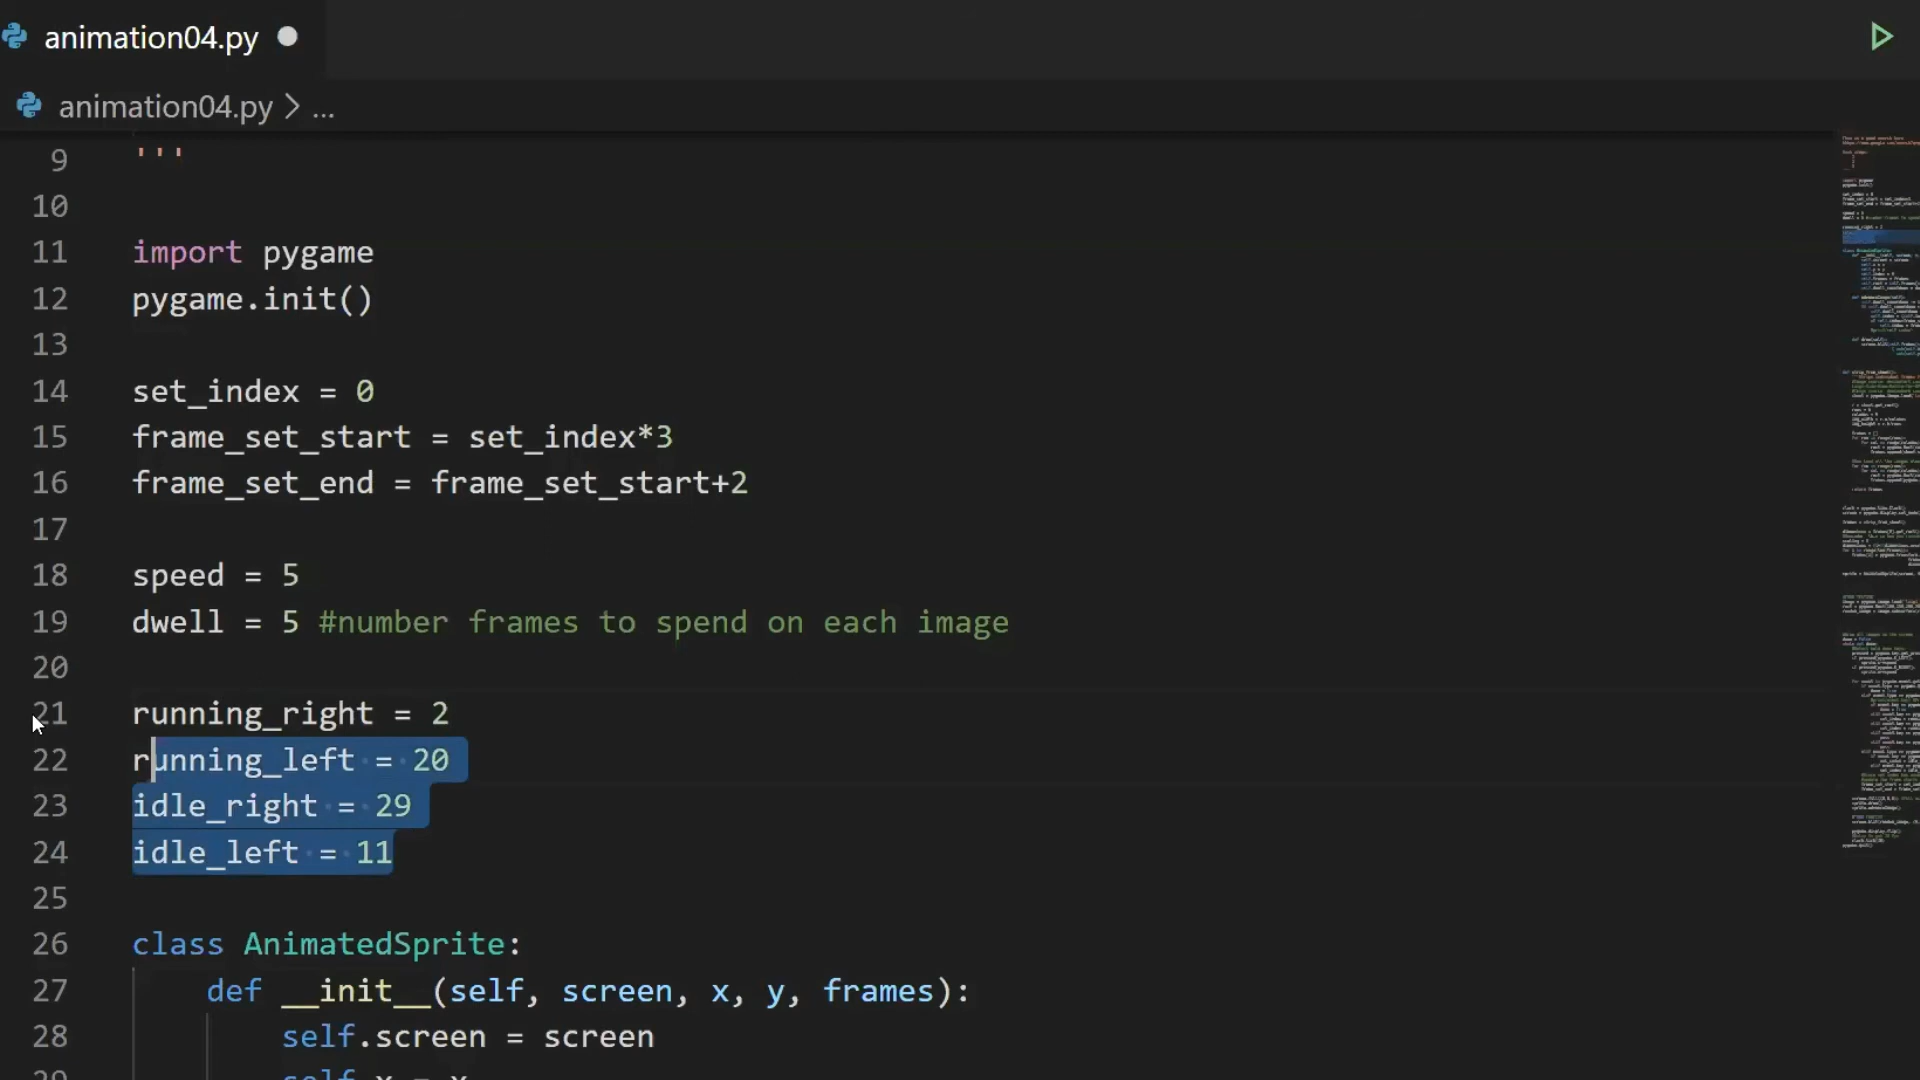 animation04.py
animation04.py > ...
9 '''
10
11 import pygame
12 pygame.init()
13
14 set_index = 0
15 frame_set_start = set_index*3
16 frame_set_end = frame_set_start+2
17
18 speed = 5
19 dwell = 5 #number frames to spend on each image
20
21 running_right = 2
22 running_left = 20
23 idle_right = 29
24 idle_left = 11
25
26 class AnimatedSprite:
27 def __init__(self, screen, x, y, frames):
28 self.screen = screen
29 self.x = x